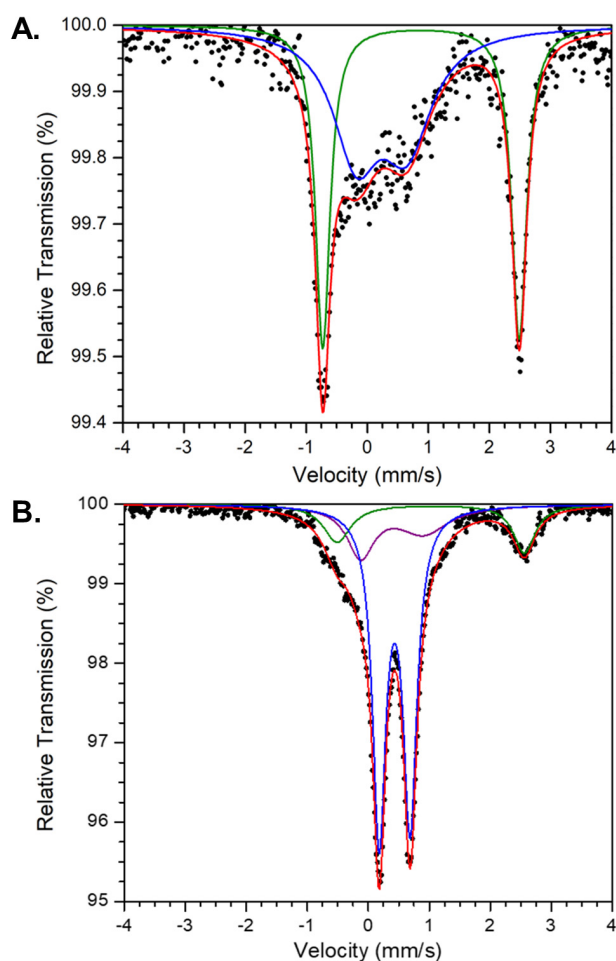 A.
Relative Transmission (%)
100.0
99.9
99.8
99.7
99.6
99.5
99.4
-4 -3 -2 -1 0 1 2 3 4
Velocity (mm/s)
B.
Relative Transmission (%)
100
99
98
97
96
95
-4 -3 -2 -1 0 1 2 3 4
Velocity (mm/s)